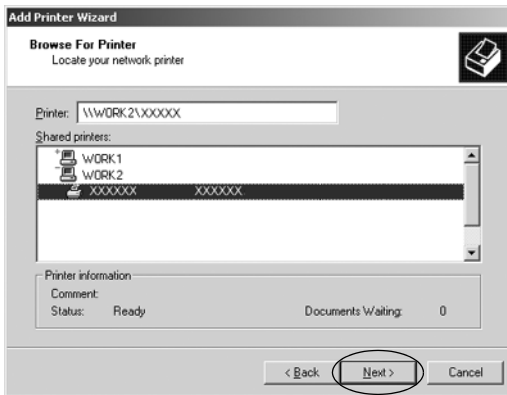 Add Printer Wizard
Browse For Printer
Locate your network printer
Printer: \\WORK2\XXXXX
Shared printers:
WORK1
WORK2
XXXXXX XXXXXX
Printer information
Comment:
Status: Ready Documents Waiting: 0
< Back Next > Cancel